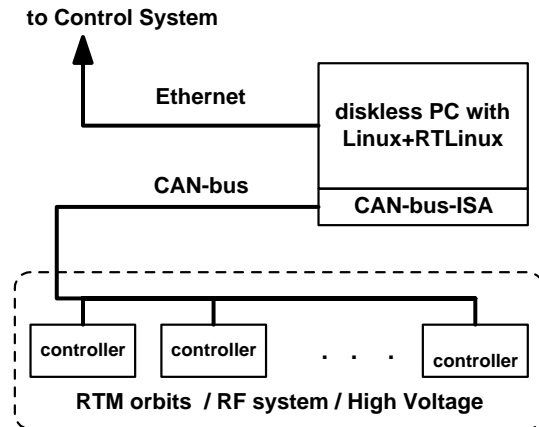 to Control System
Ethernet
diskless PC with
Linux+RTLinux
CAN-bus
CAN-bus-ISA
controller
controller
. . .
controller
RTM orbits / RF system / High Voltage